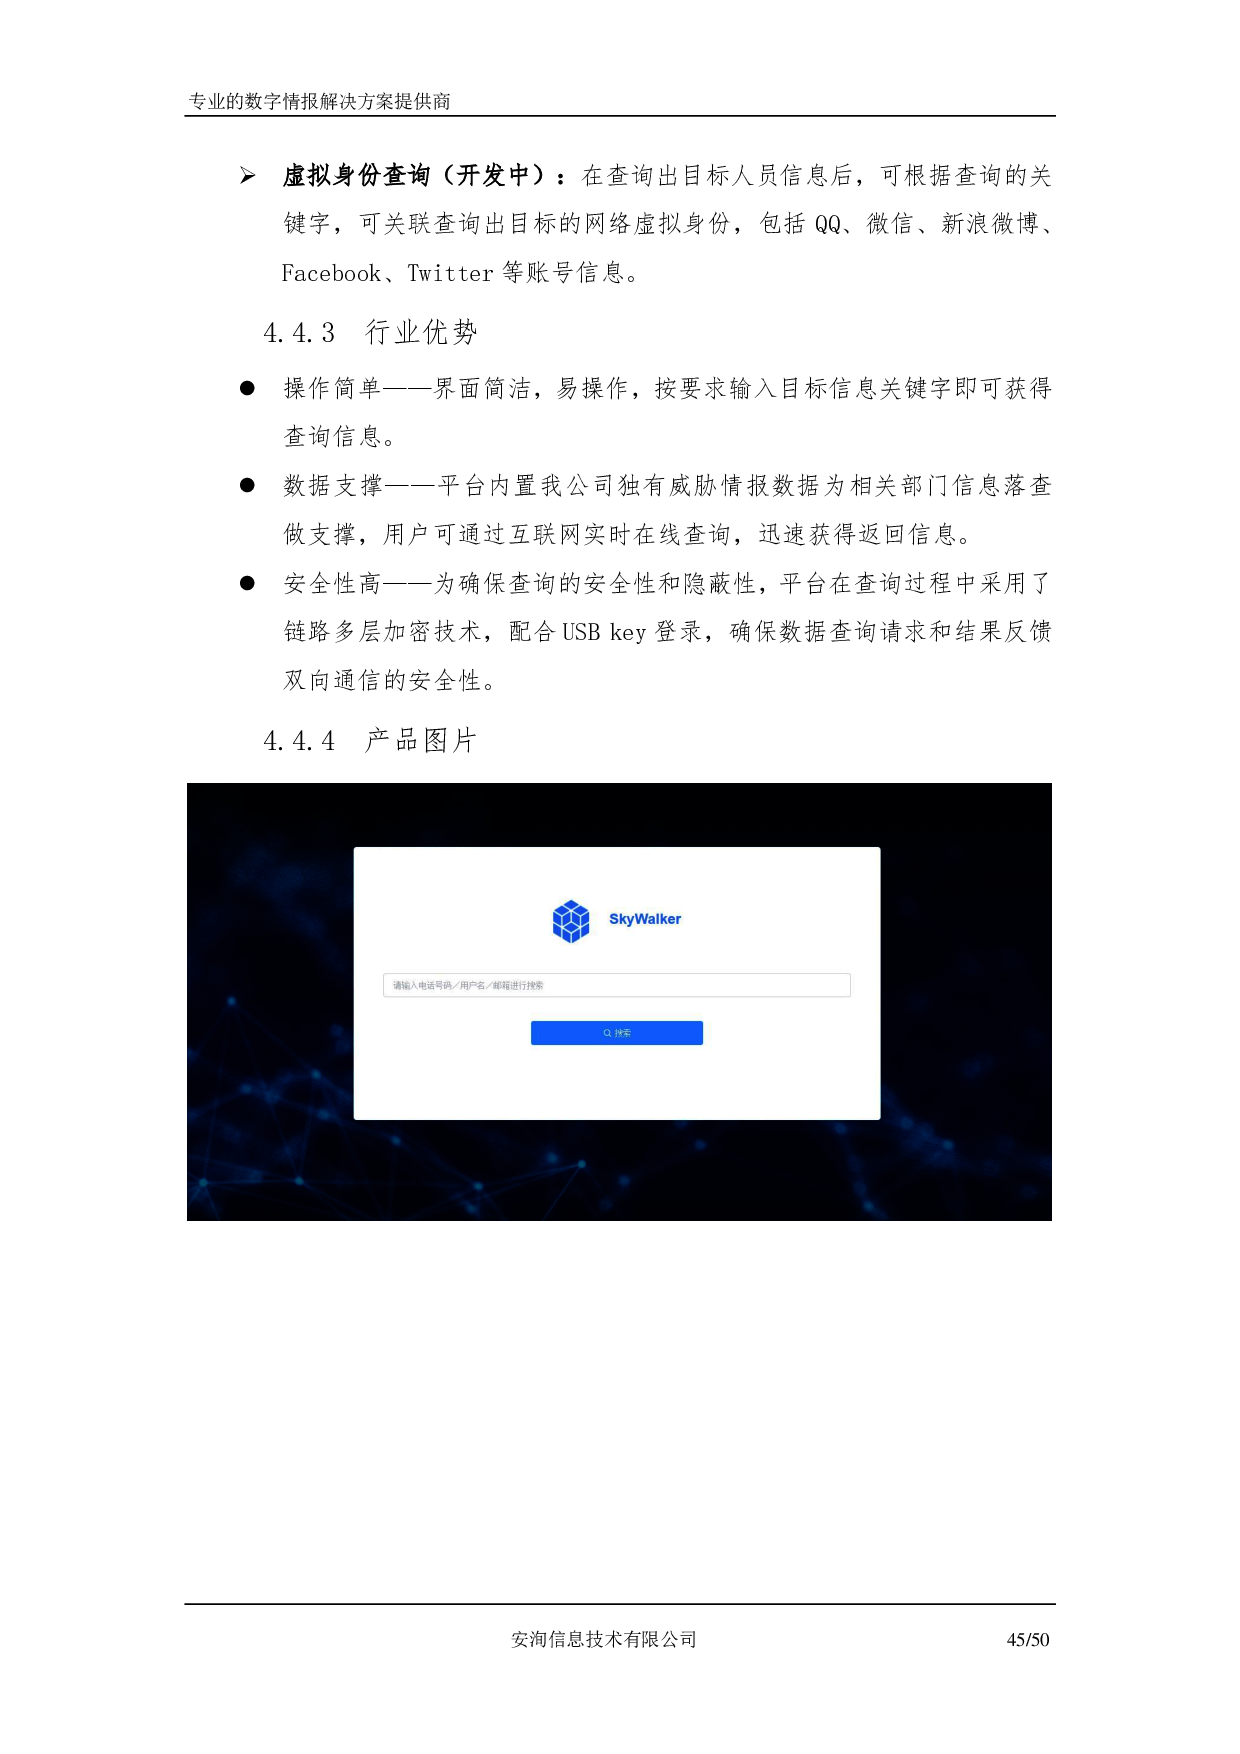 专业的数字情报解决方案提供商
➢ 虚拟身份查询（开发中）：在查询出目标人员信息后，可根据查询的关
键字，可关联查询出目标的网络虚拟身份，包括 QQ、微信、新浪微博、
Facebook、Twitter 等账号信息。
4.4.3 行业优势
● 操作简单——界面简洁，易操作，按要求输入目标信息关键字即可获得
查询信息。
● 数据支撑——平台内置我公司独有威胁情报数据为相关部门信息落查
做支撑，用户可通过互联网实时在线查询，迅速获得返回信息。
● 安全性高——为确保查询的安全性和隐蔽性，平台在查询过程中采用了
链路多层加密技术，配合 USB key 登录，确保数据查询请求和结果反馈
双向通信的安全性。
4.4.4 产品图片
SkyWalker
请输入电话号码／用户名／邮箱进行搜索
搜索
安洵信息技术有限公司 45/50